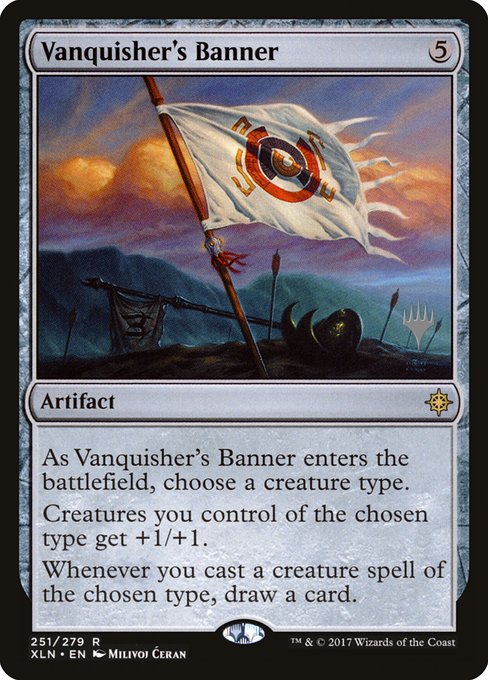 Vanquisher's Banner 5
Artifact
As Vanquisher's Banner enters the
battlefield, choose a creature type.
Creatures you control of the chosen
type get +1/+1.
Whenever you cast a creature spell of
the chosen type, draw a card.
251/279 R
XLN • EN Milivoj Ćeran
™ & © 2017 Wizards of the Coast